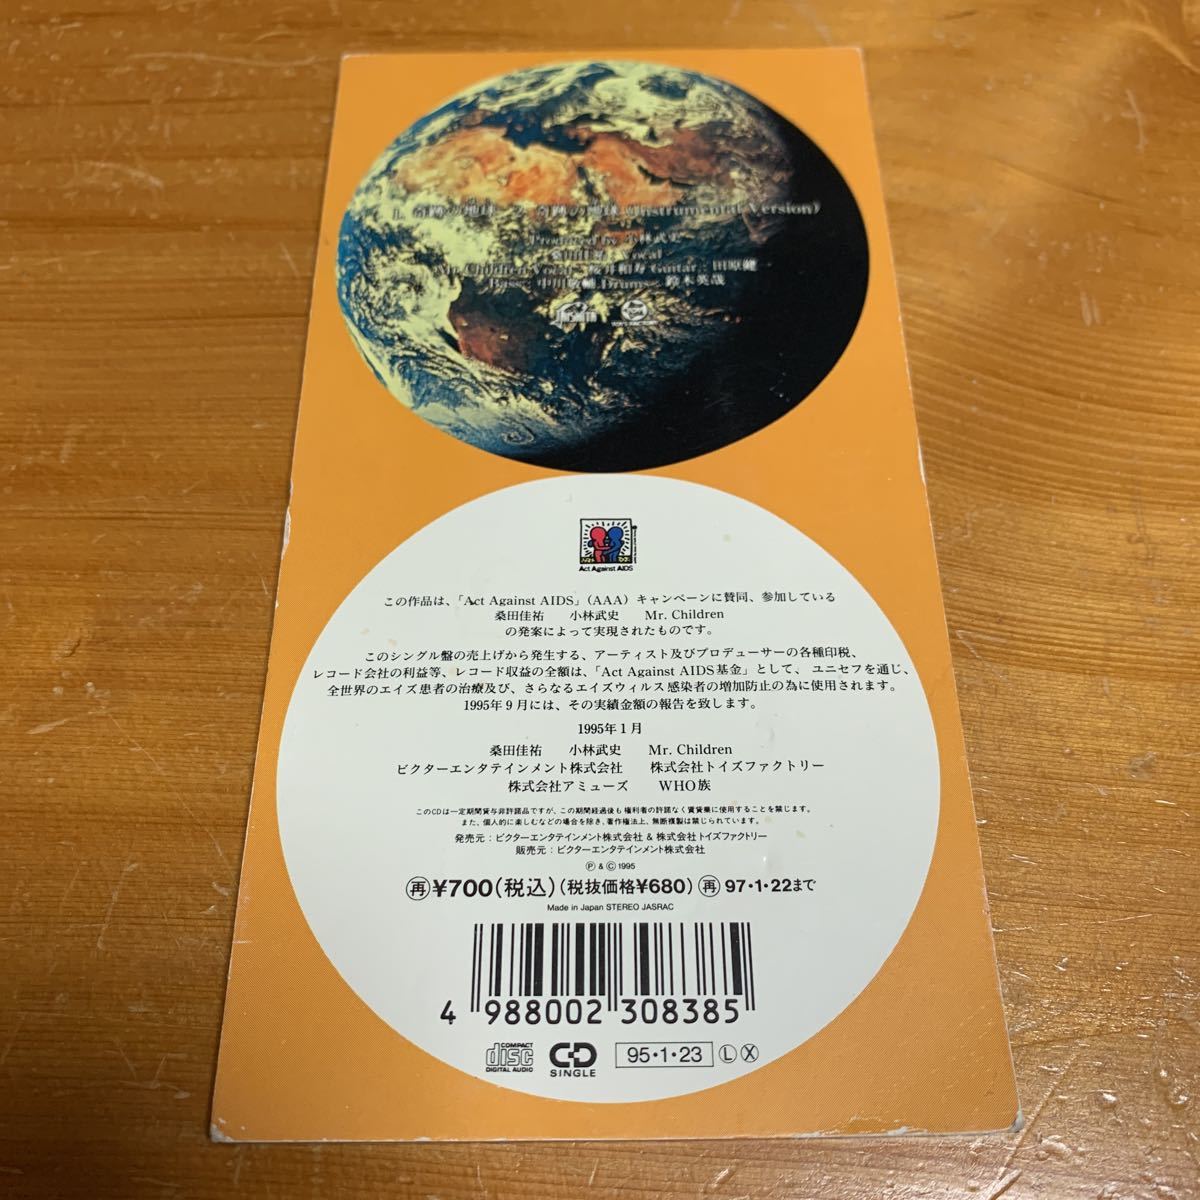 1. 奇跡の地球 2. 奇跡の地球 (Instrumental Version)
Produced by 小林武史
桑田佳祐 : Vocal
Mr. Children Vocal : 桜井和寿 Guitar : 田原健一
Bass : 中川敬輔 Drums : 鈴木英哉
TAISHITA
Act Against AIDS
この作品は、「Act Against AIDS」(AAA) キャンペーンに賛同、参加している
桑田佳祐 小林武史 Mr. Children
の発案によって実現されたものです。
このシングル盤の売上げから発生する、アーティスト及びプロデューサーの各種印税、
レコード会社の利益等、レコード収益の全額は、「Act Against AIDS基金」として、ユニセフを通じ、
全世界のエイズ患者の治療及び、さらなるエイズウィルス感染者の増加防止の為に使用されます。
1995年9月には、その実績金額の報告を致します。
1995年1月
桑田佳祐 小林武史 Mr. Children
ビクターエンタテインメント株式会社 株式会社トイズファクトリー
株式会社アミューズ WHO族
このCDは一定期間貸与非許諾品ですが、この期間経過後も権利者の許諾なく賃貸業に使用することを禁じます。
また、個人的に楽しむなどの場合を除き、著作権法上、無断複製は禁じられています。
発売元:ビクターエンタテインメント株式会社&株式会社トイズファクトリー
販売元:ビクターエンタテインメント株式会社
Ⓟ & Ⓒ 1995
㊢¥700(税込)(税抜価格¥680) 再 97・1・22まで
Made in Japan STEREO JASRAC
4 988002 308385
COMPACT disc DIGITAL AUDIO CD SINGLE 95・1・23 Ⓛ Ⓧ